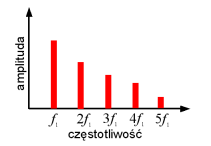 amplituda
f₁ 2f₁ 3f₁ 4f₁ 5f₁
częstotliwość